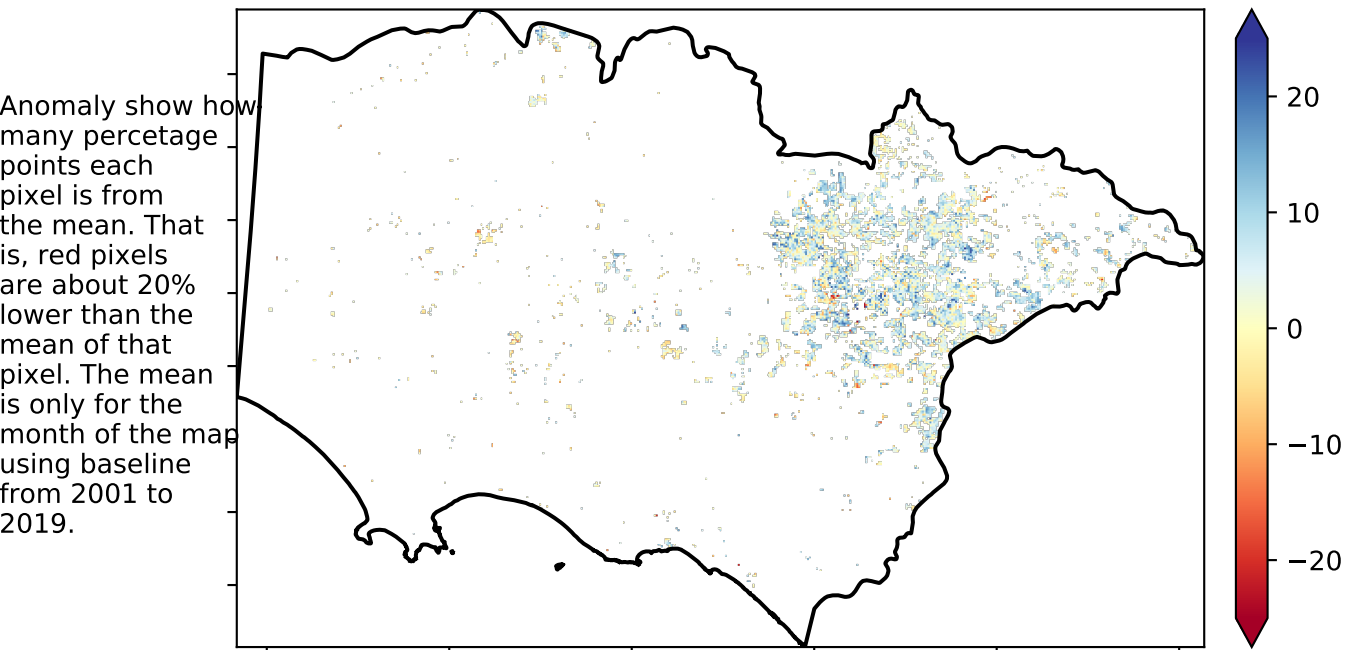 Anomaly show how
many percetage
points each
pixel is from
the mean. That
is, red pixels
are about 20%
lower than the
mean of that
pixel. The mean
is only for the
month of the map
using baseline
from 2001 to
2019.
20
10
0
−10
−20